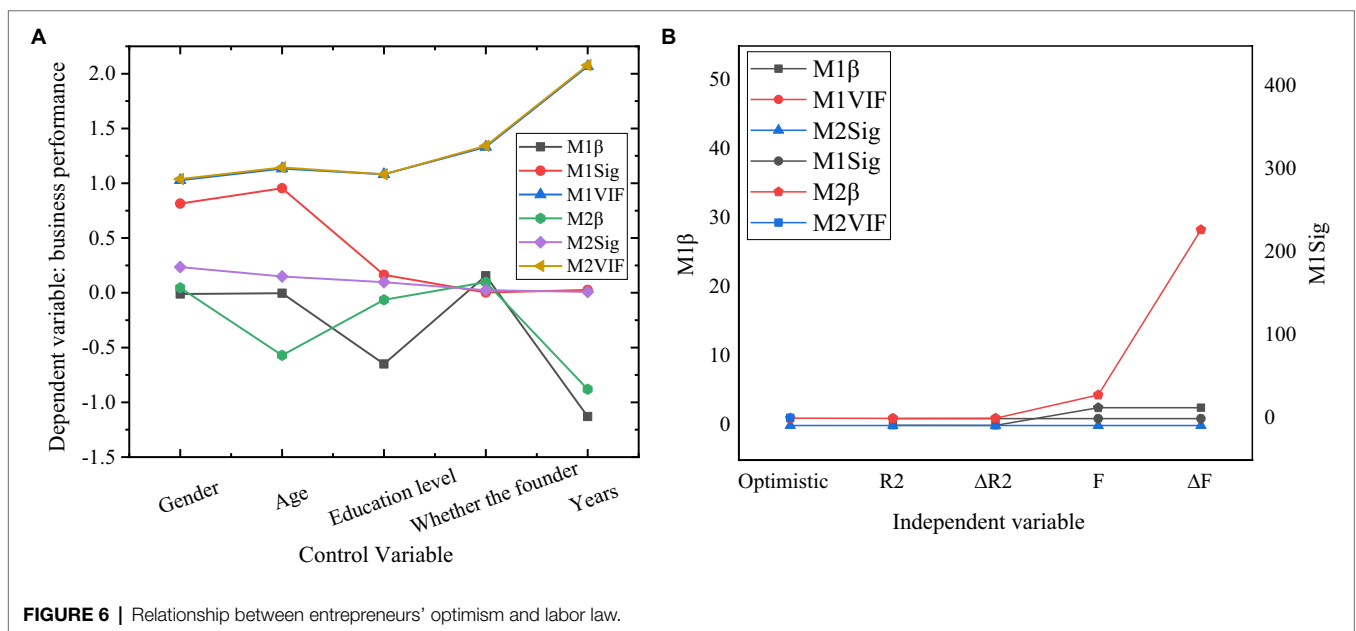 A
Dependent variable: business performance
2.0
1.5
1.0
0.5
0.0
-0.5
-1.0
-1.5
M1β
M1Sig
M1VIF
M2β
M2Sig
M2VIF
Gender
Age
Education level
Whether the founder
Years
Control Variable
B
M1β
50
40
30
20
10
0
M1β
M1VIF
M2Sig
M1Sig
M2β
M2VIF
400
300
200
100
0
M1Sig
Optimistic
R2
ΔR2
F
ΔF
Independent variable
FIGURE 6 | Relationship between entrepreneurs’ optimism and labor law.